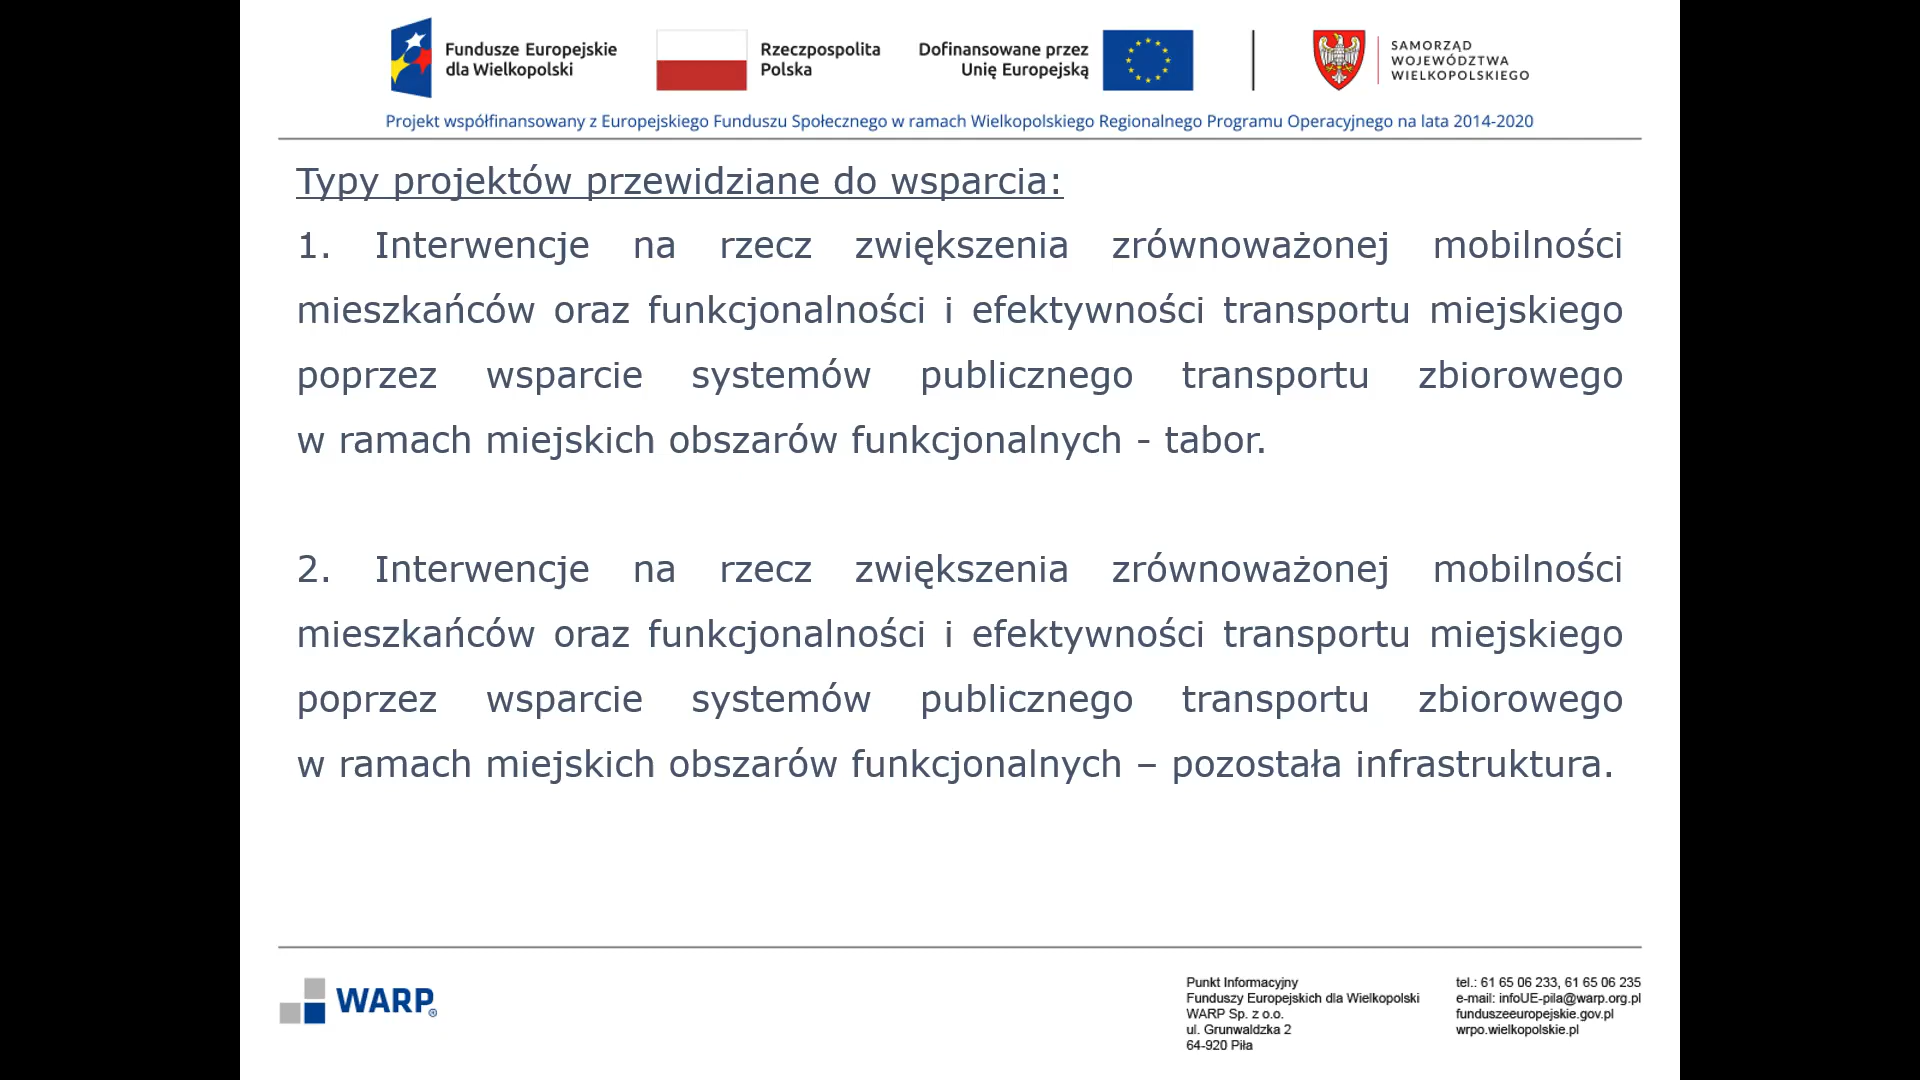 Fundusze Europejskie
dla Wielkopolski
Rzeczpospolita
Polska
Dofinansowane przez
Unię Europejską
SAMORZĄD
WOJEWÓDZTWA
WIELKOPOLSKIEGO
Projekt współfinansowany z Europejskiego Funduszu Społecznego w ramach Wielkopolskiego Regionalnego Programu Operacyjnego na lata 2014-2020
Typy projektów przewidziane do wsparcia:
1. Interwencje na rzecz zwiększenia zrównoważonej mobilności
mieszkańców oraz funkcjonalności i efektywności transportu miejskiego
poprzez wsparcie systemów publicznego transportu zbiorowego
w ramach miejskich obszarów funkcjonalnych - tabor.
2. Interwencje na rzecz zwiększenia zrównoważonej mobilności
mieszkańców oraz funkcjonalności i efektywności transportu miejskiego
poprzez wsparcie systemów publicznego transportu zbiorowego
w ramach miejskich obszarów funkcjonalnych – pozostała infrastruktura.
WARP®
Punkt Informacyjny
Funduszy Europejskich dla Wielkopolski
WARP Sp. z o.o.
ul. Grunwaldzka 2
64-920 Piła
tel.: 61 65 06 233, 61 65 06 235
e-mail: infoUE-pila@warp.org.pl
funduszeeuropejskie.gov.pl
wrpo.wielkopolskie.pl